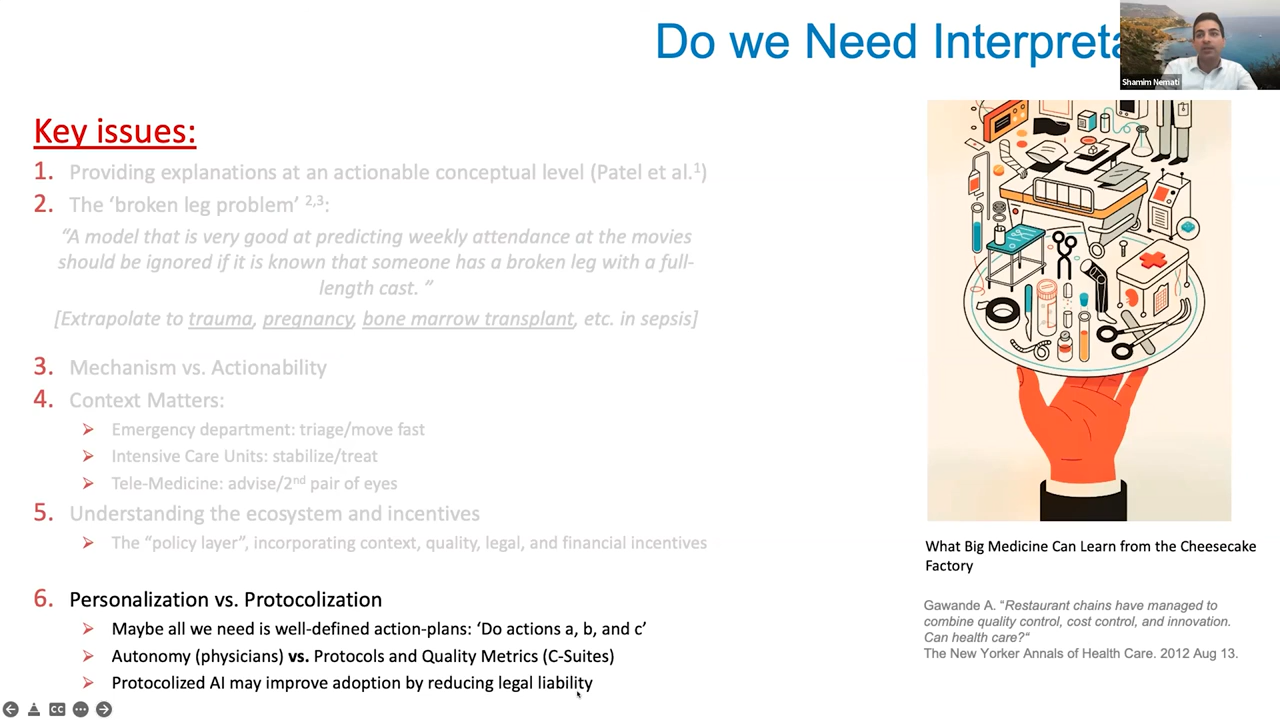 Do we Need Interpreta
Shamim Nemati
Key issues:
1. Providing explanations at an actionable conceptual level (Patel et al.1)
2. The ‘broken leg problem’ 2,3:
“A model that is very good at predicting weekly attendance at the movies
should be ignored if it is known that someone has a broken leg with a full-
length cast. “
[Extrapolate to trauma, pregnancy, bone marrow transplant, etc. in sepsis]
3. Mechanism vs. Actionability
4. Context Matters:
Emergency department: triage/move fast
Intensive Care Units: stabilize/treat
Tele-Medicine: advise/2nd pair of eyes
5. Understanding the ecosystem and incentives
The “policy layer”, incorporating context, quality, legal, and financial incentives
6. Personalization vs. Protocolization
Maybe all we need is well-defined action-plans: ‘Do actions a, b, and c’
Autonomy (physicians) vs. Protocols and Quality Metrics (C-Suites)
Protocolized AI may improve adoption by reducing legal liability
What Big Medicine Can Learn from the Cheesecake
Factory
Gawande A. “Restaurant chains have managed to
combine quality control, cost control, and innovation.
Can health care?“
The New Yorker Annals of Health Care. 2012 Aug 13.
CC